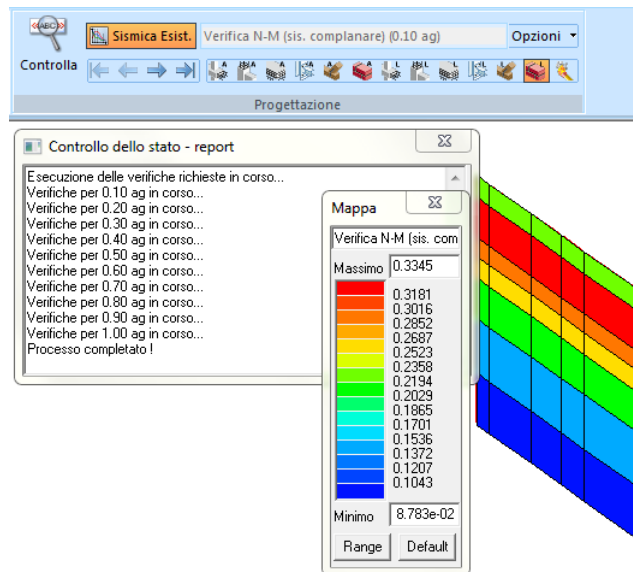 «ABC»
Sismica Esist.
Verifica N-M (sis. complanare) (0.10 ag)
Opzioni
Controlla
Progettazione
Controllo dello stato - report
Esecuzione delle verifiche richieste in corso...
Verifiche per 0.10 ag in corso...
Verifiche per 0.20 ag in corso...
Verifiche per 0.30 ag in corso...
Verifiche per 0.40 ag in corso...
Verifiche per 0.50 ag in corso...
Verifiche per 0.60 ag in corso...
Verifiche per 0.70 ag in corso...
Verifiche per 0.80 ag in corso...
Verifiche per 0.90 ag in corso...
Verifiche per 1.00 ag in corso...
Processo completato !
Mappa
Verifica N-M (sis. com
Massimo 0.3345
0.3181
0.3016
0.2852
0.2687
0.2523
0.2358
0.2194
0.2029
0.1865
0.1701
0.1536
0.1372
0.1207
0.1043
Minimo 8.783e-02
Range Default